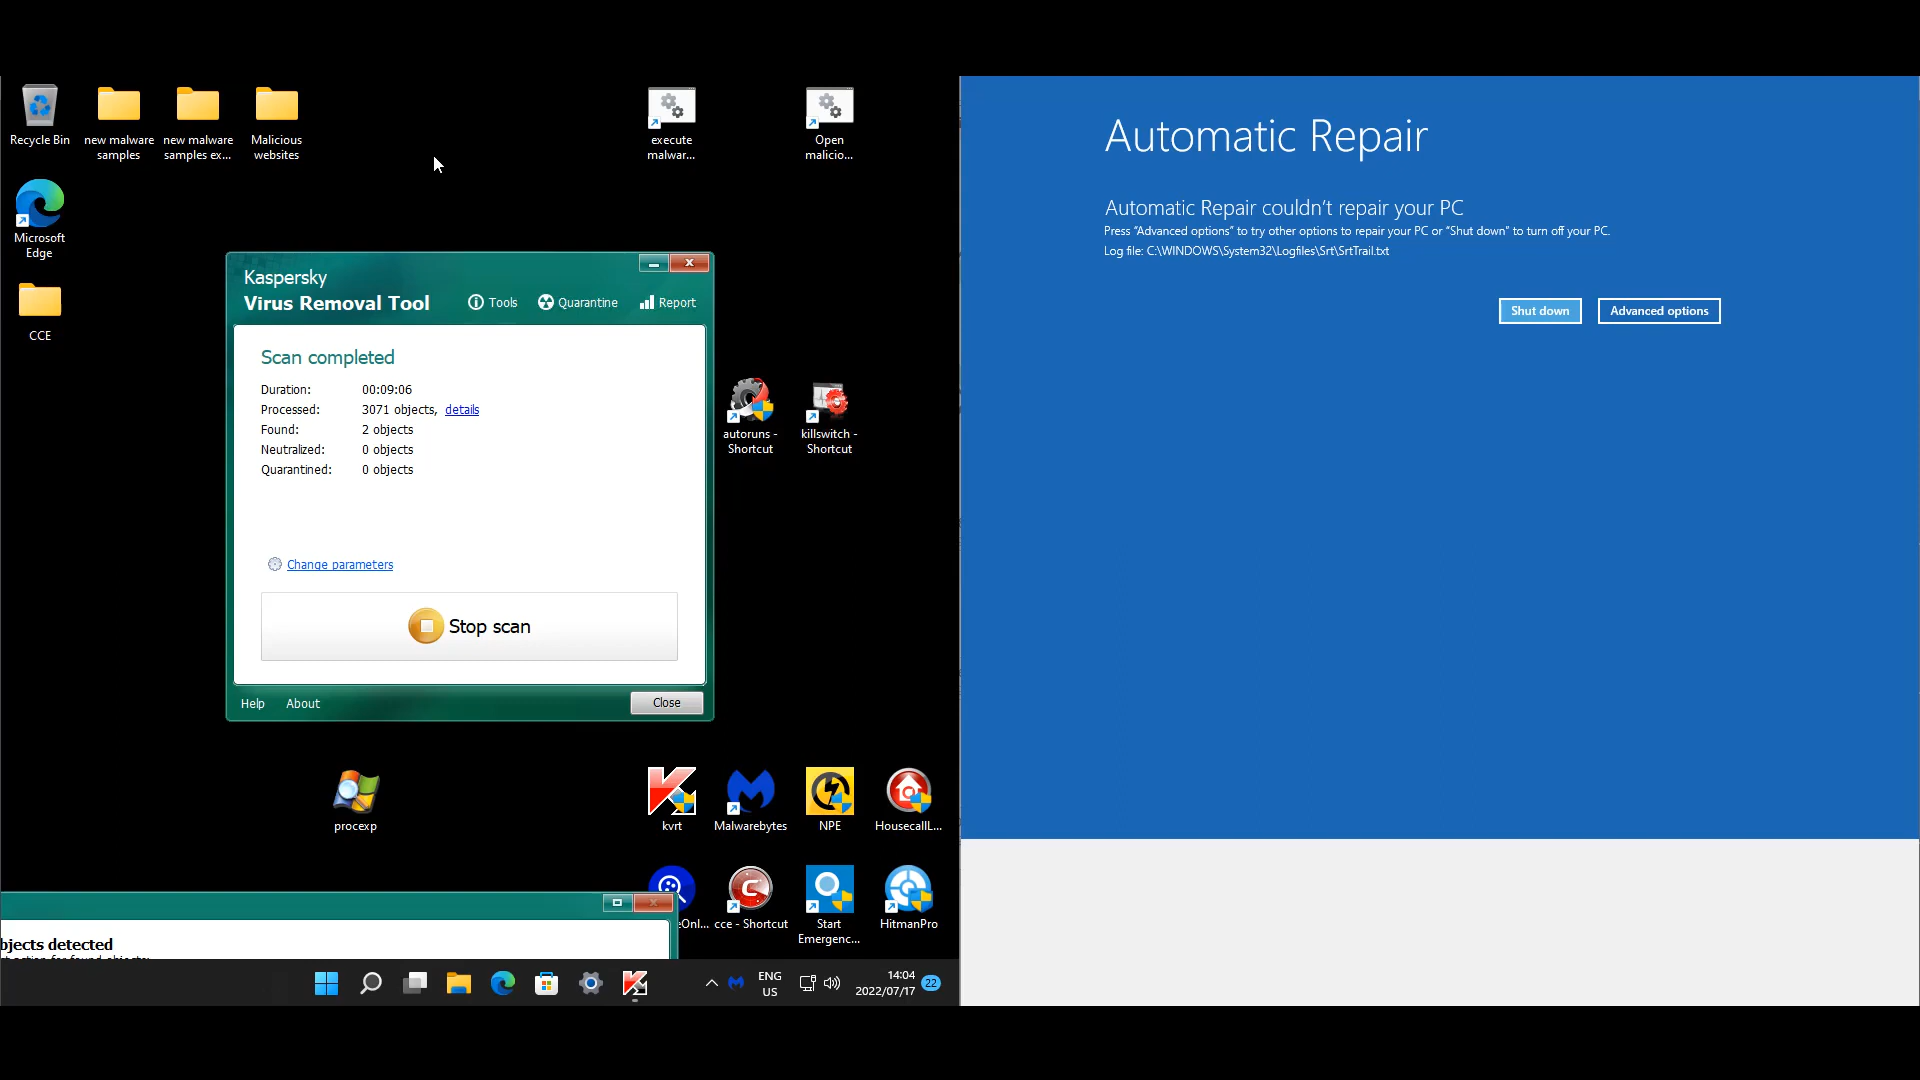 Recycle Bin
new malware
samples
new malware
samples ex...
Malicious
websites
execute
malwar...
Open
malicio...
Microsoft
Edge
CCE
Kaspersky
Virus Removal Tool
Tools
Quarantine
Report
Scan completed
Duration: 00:09:06
Processed: 3071 objects, details
Found: 2 objects
Neutralized: 0 objects
Quarantined: 0 objects
Change parameters
Stop scan
Help
About
Close
autoruns -
Shortcut
killswitch -
Shortcut
procexp
kvrt
Malwarebytes
NPE
HousecallL...
eOnl...
cce - Shortcut
Start
Emergenc...
HitmanPro
bjects detected
ENG
US
14:04
2022/07/17
22
Automatic Repair
Automatic Repair couldn't repair your PC
Press "Advanced options" to try other options to repair your PC or "Shut down" to turn off your PC.
Log file: C:\WINDOWS\System32\Logfiles\Srt\SrtTrail.txt
Shut down
Advanced options